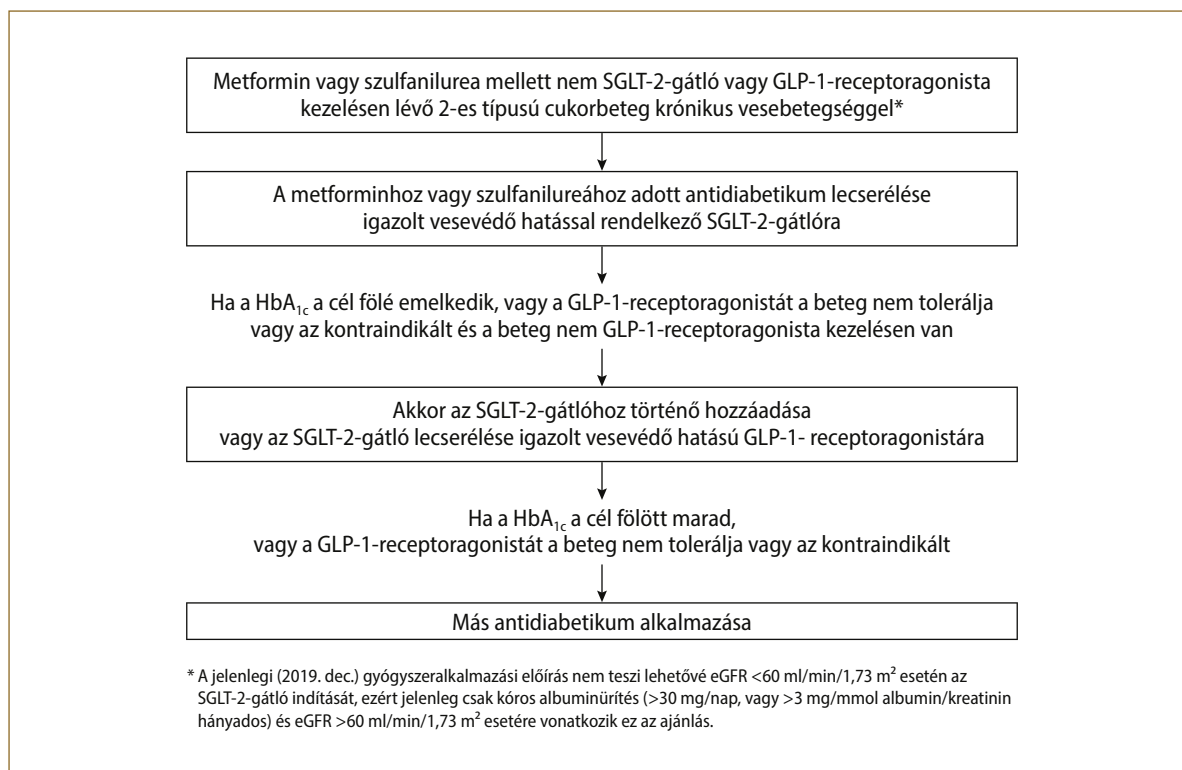 Metformin vagy szulfanilurea mellett nem SGLT-2-gátló vagy GLP-1-receptoragonista
kezelésen lévő 2-es típusú cukorbeteg krónikus vesebetegséggel*
A metforminhoz vagy szulfanilureához adott antidiabetikum lecserélése
igazolt vesevédő hatással rendelkező SGLT-2-gátlóra
Ha a HbA1c a cél fölé emelkedik, vagy a GLP-1-receptoragonistát a beteg nem tolerálja
vagy az kontraindikált és a beteg nem GLP-1-receptoragonista kezelésen van
Akkor az SGLT-2-gátlóhoz történő hozzáadása
vagy az SGLT-2-gátló lecserélése igazolt vesevédő hatású GLP-1- receptoragonistára
Ha a HbA1c a cél fölött marad,
vagy a GLP-1-receptoragonistát a beteg nem tolerálja vagy az kontraindikált
Más antidiabetikum alkalmazása
* A jelenlegi (2019. dec.) gyógyszeralkalmazási előírás nem teszi lehetővé eGFR <60 ml/min/1,73 m² esetén az
SGLT-2-gátló indítását, ezért jelenleg csak kóros albuminürítés (>30 mg/nap, vagy >3 mg/mmol albumin/kreatinin
hányados) és eGFR >60 ml/min/1,73 m² esetére vonatkozik ez az ajánlás.